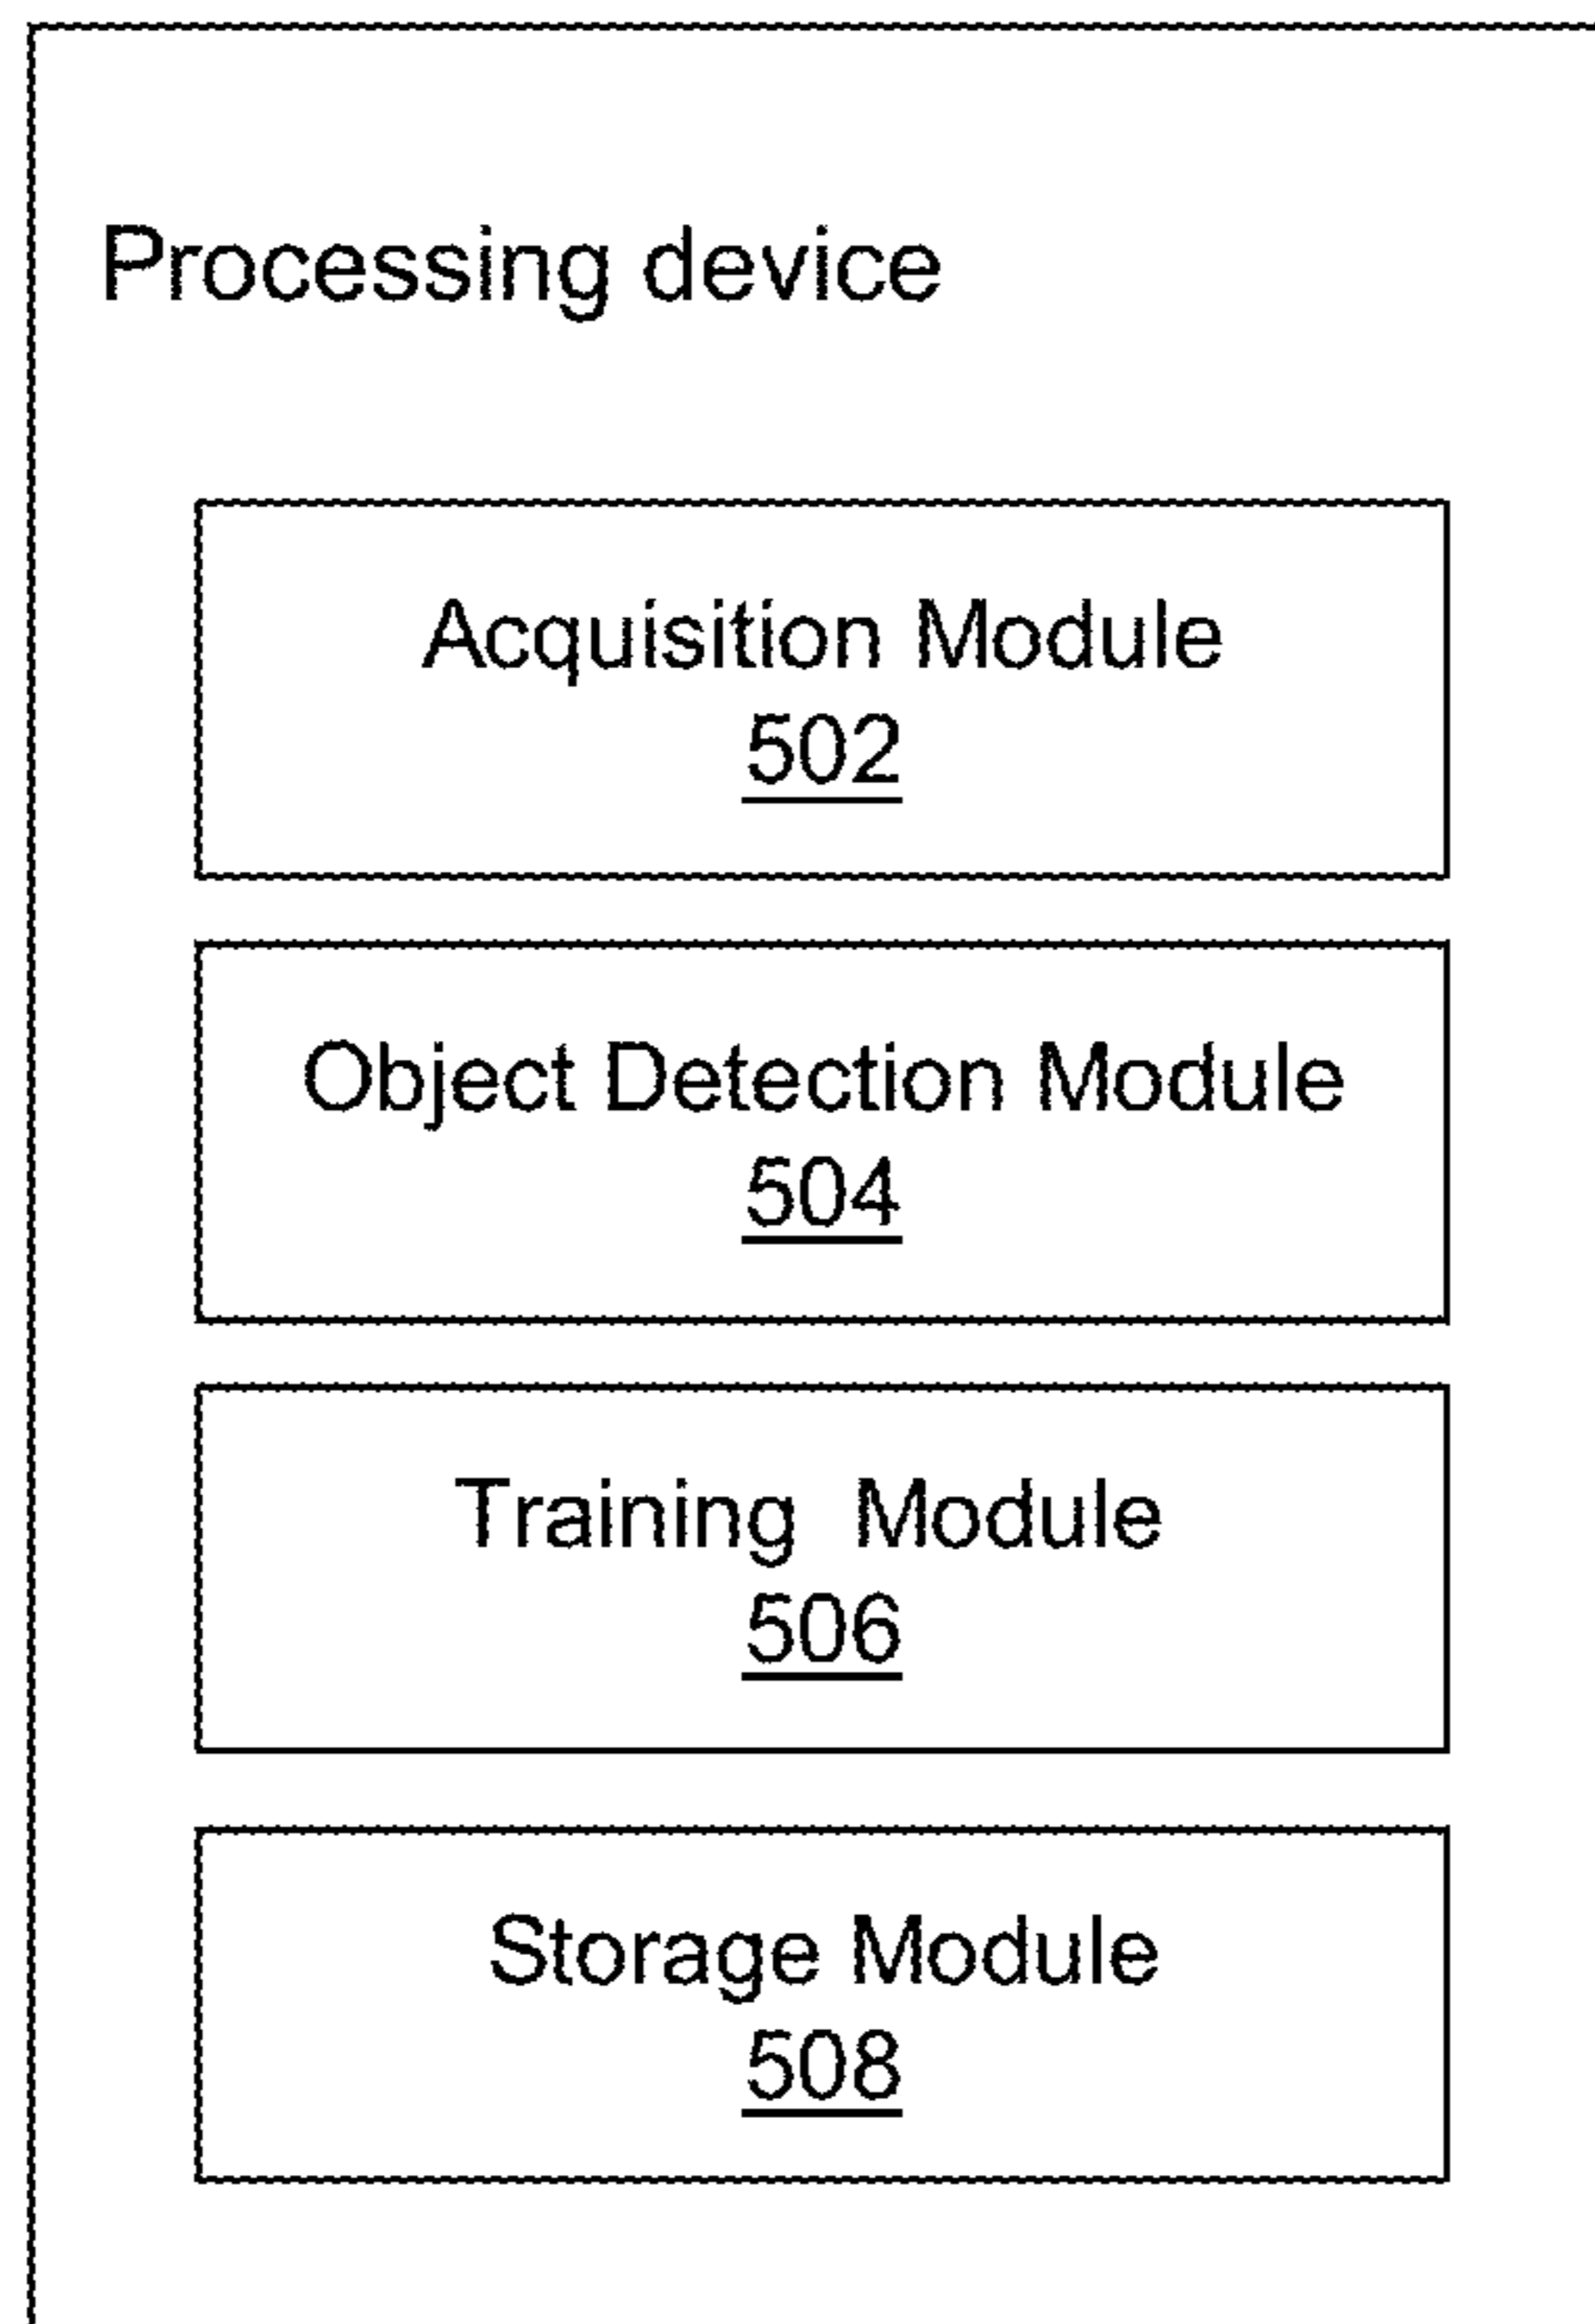 Processing device
Acquisition Module
502
Object Detection Module
504
Training Module
506
Storage Module
508